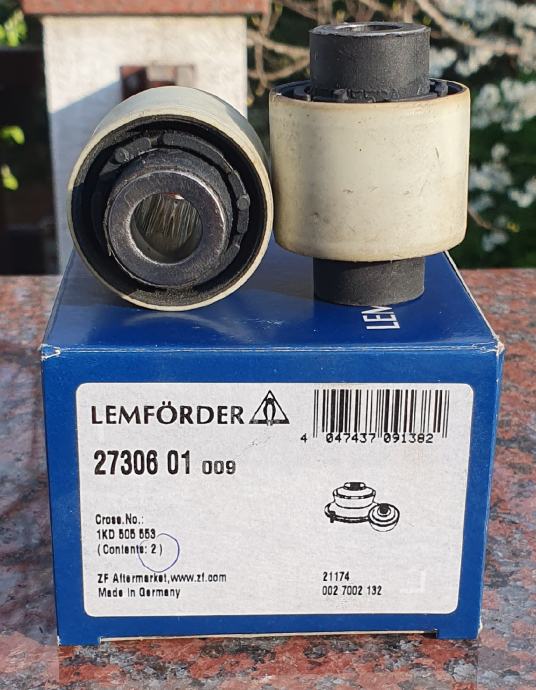 LEM
LEMFÖRDER
4 047437 091382
27306 01 009
Cross.No.:
1KD 505 553
(Contents: 2)
ZF Aftermarket,www.zf.com
Made in Germany
21174
002 7002 132